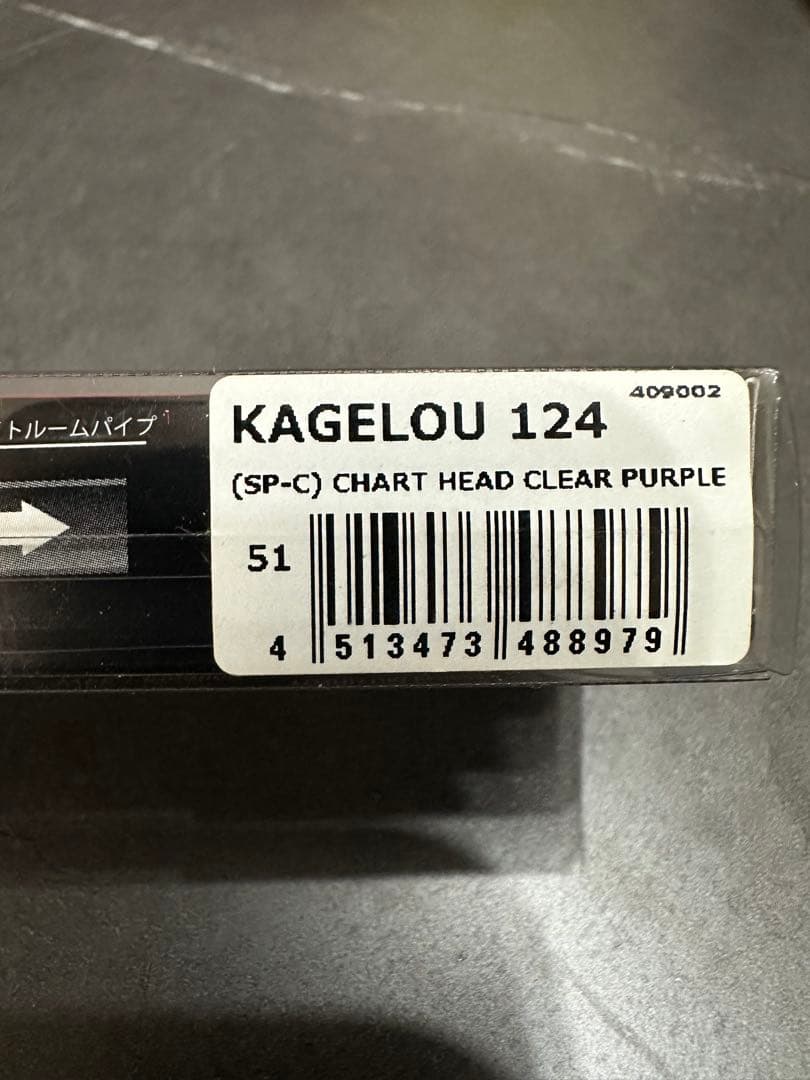 トルームパイプ
409002
KAGELOU 124
(SP-C) CHART HEAD CLEAR PURPLE
51
4 513473 488979